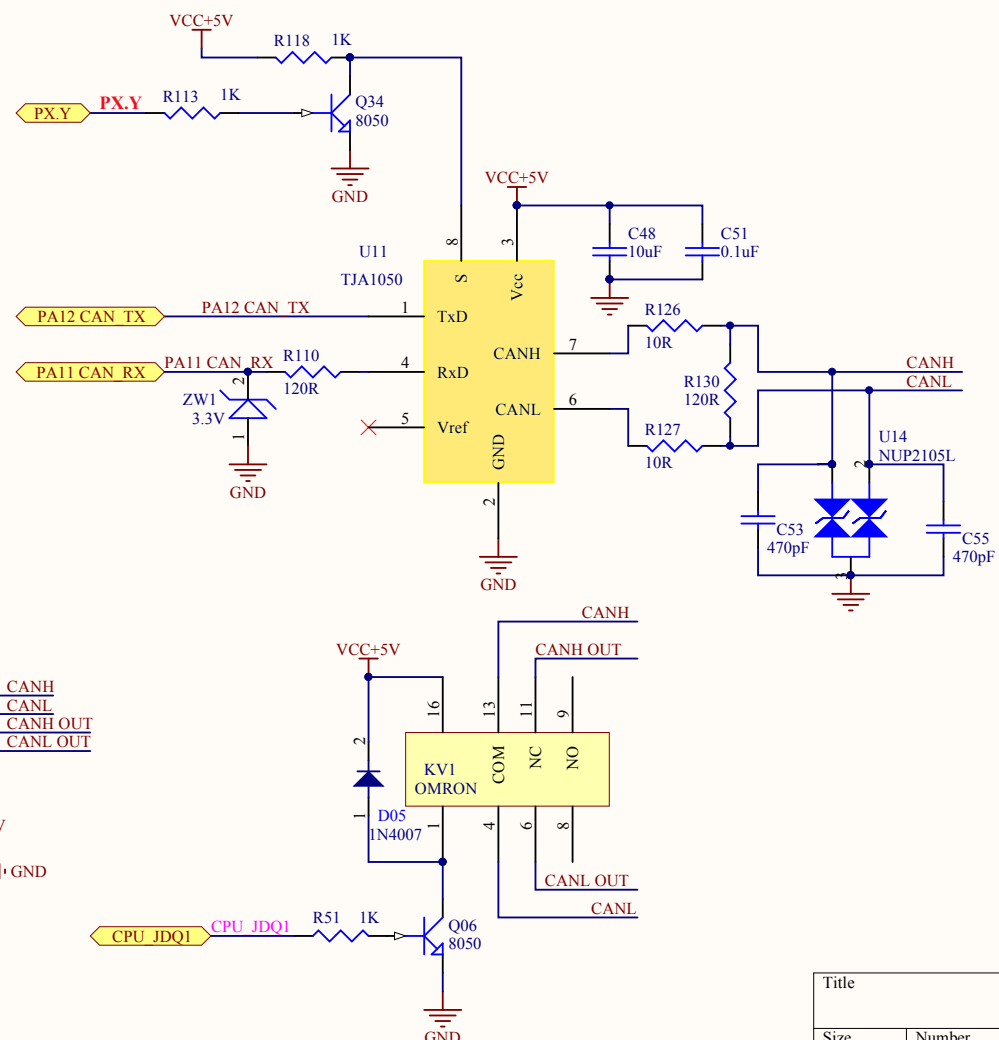 VCC+5V
R118 1K
PX.Y
PX.Y
R113 1K
Q34
8050
GND
VCC+5V
8
3
C48
10uF
C51
0.1uF
U11
TJA1050
S
Vcc
PA12 CAN_TX
PA12 CAN_TX
1
TxD
R126
10R
7
CANH
PA11 CAN_RX
PA11 CAN_RX
R110
120R
4
RxD
CANH
CANL
R130
120R
2
ZW1
3.3V
1
6
CANL
5
Vref
GND
R127
10R
U14
NUP2105L
2
GND
2
C53
470pF
C55
470pF
3
GND
CANH
CANH OUT
VCC+5V
CANH
CANL
CANH OUT
CANL OUT
16
13
11
9
2
KV1
OMRON
COM
NC
NO
1
D05
1N4007
1
4
6
8
GND
CANL OUT
CANL
CPU_JDQ1
CPU_JDQ1
R51 1K
Q06
8050
GND
Title
Size
Number